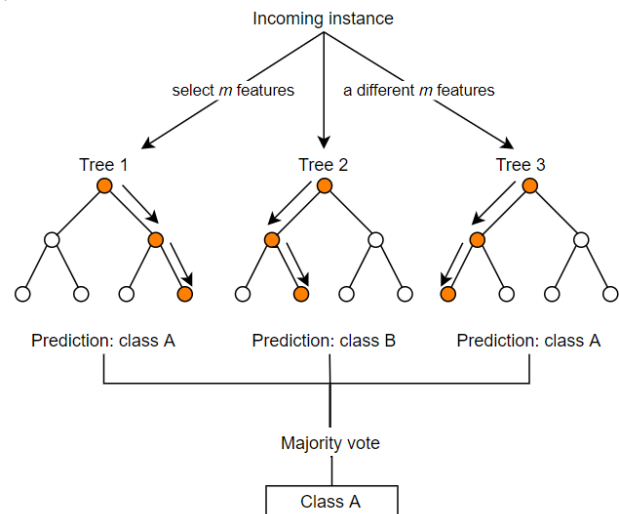 Incoming instance
select m features
a different m features
Tree 1
Tree 2
Tree 3
Prediction: class A
Prediction: class B
Prediction: class A
Majority vote
Class A